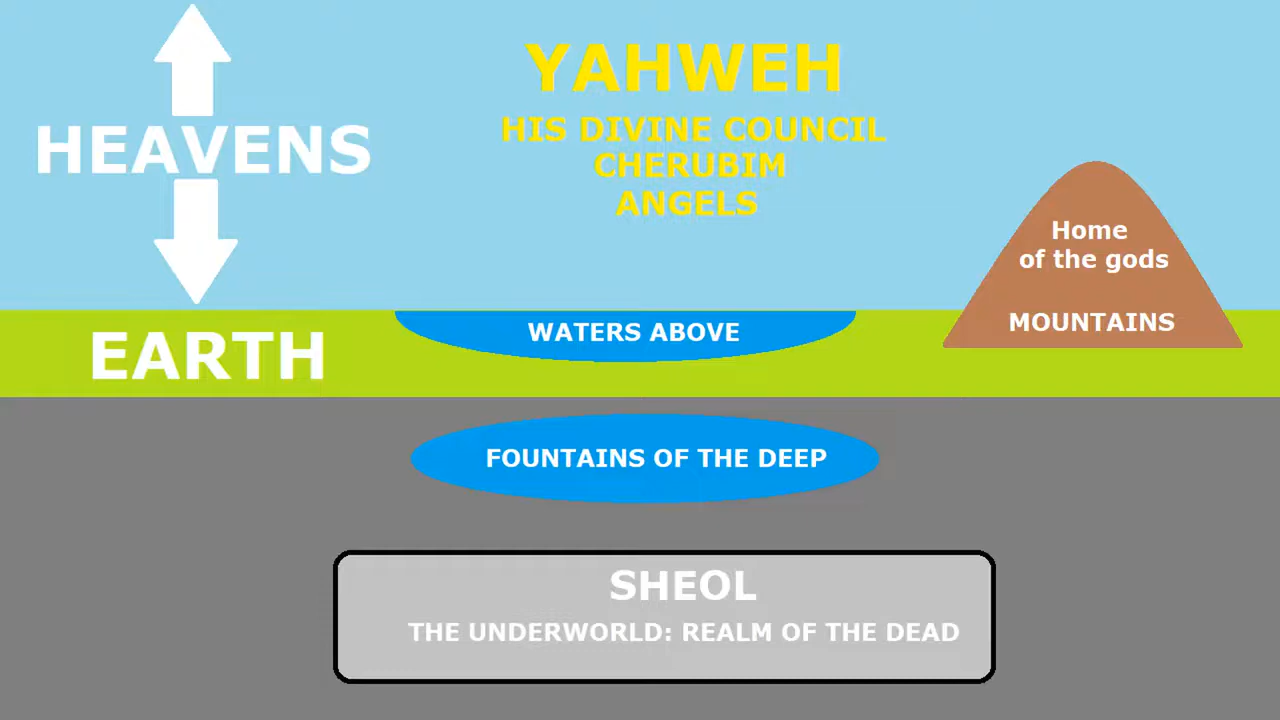 YAHWEH
HIS DIVINE COUNCIL
CHERUBIM
ANGELS
HEAVENS
Home
of the gods
MOUNTAINS
EARTH
WATERS ABOVE
FOUNTAINS OF THE DEEP
SHEOL
THE UNDERWORLD: REALM OF THE DEAD